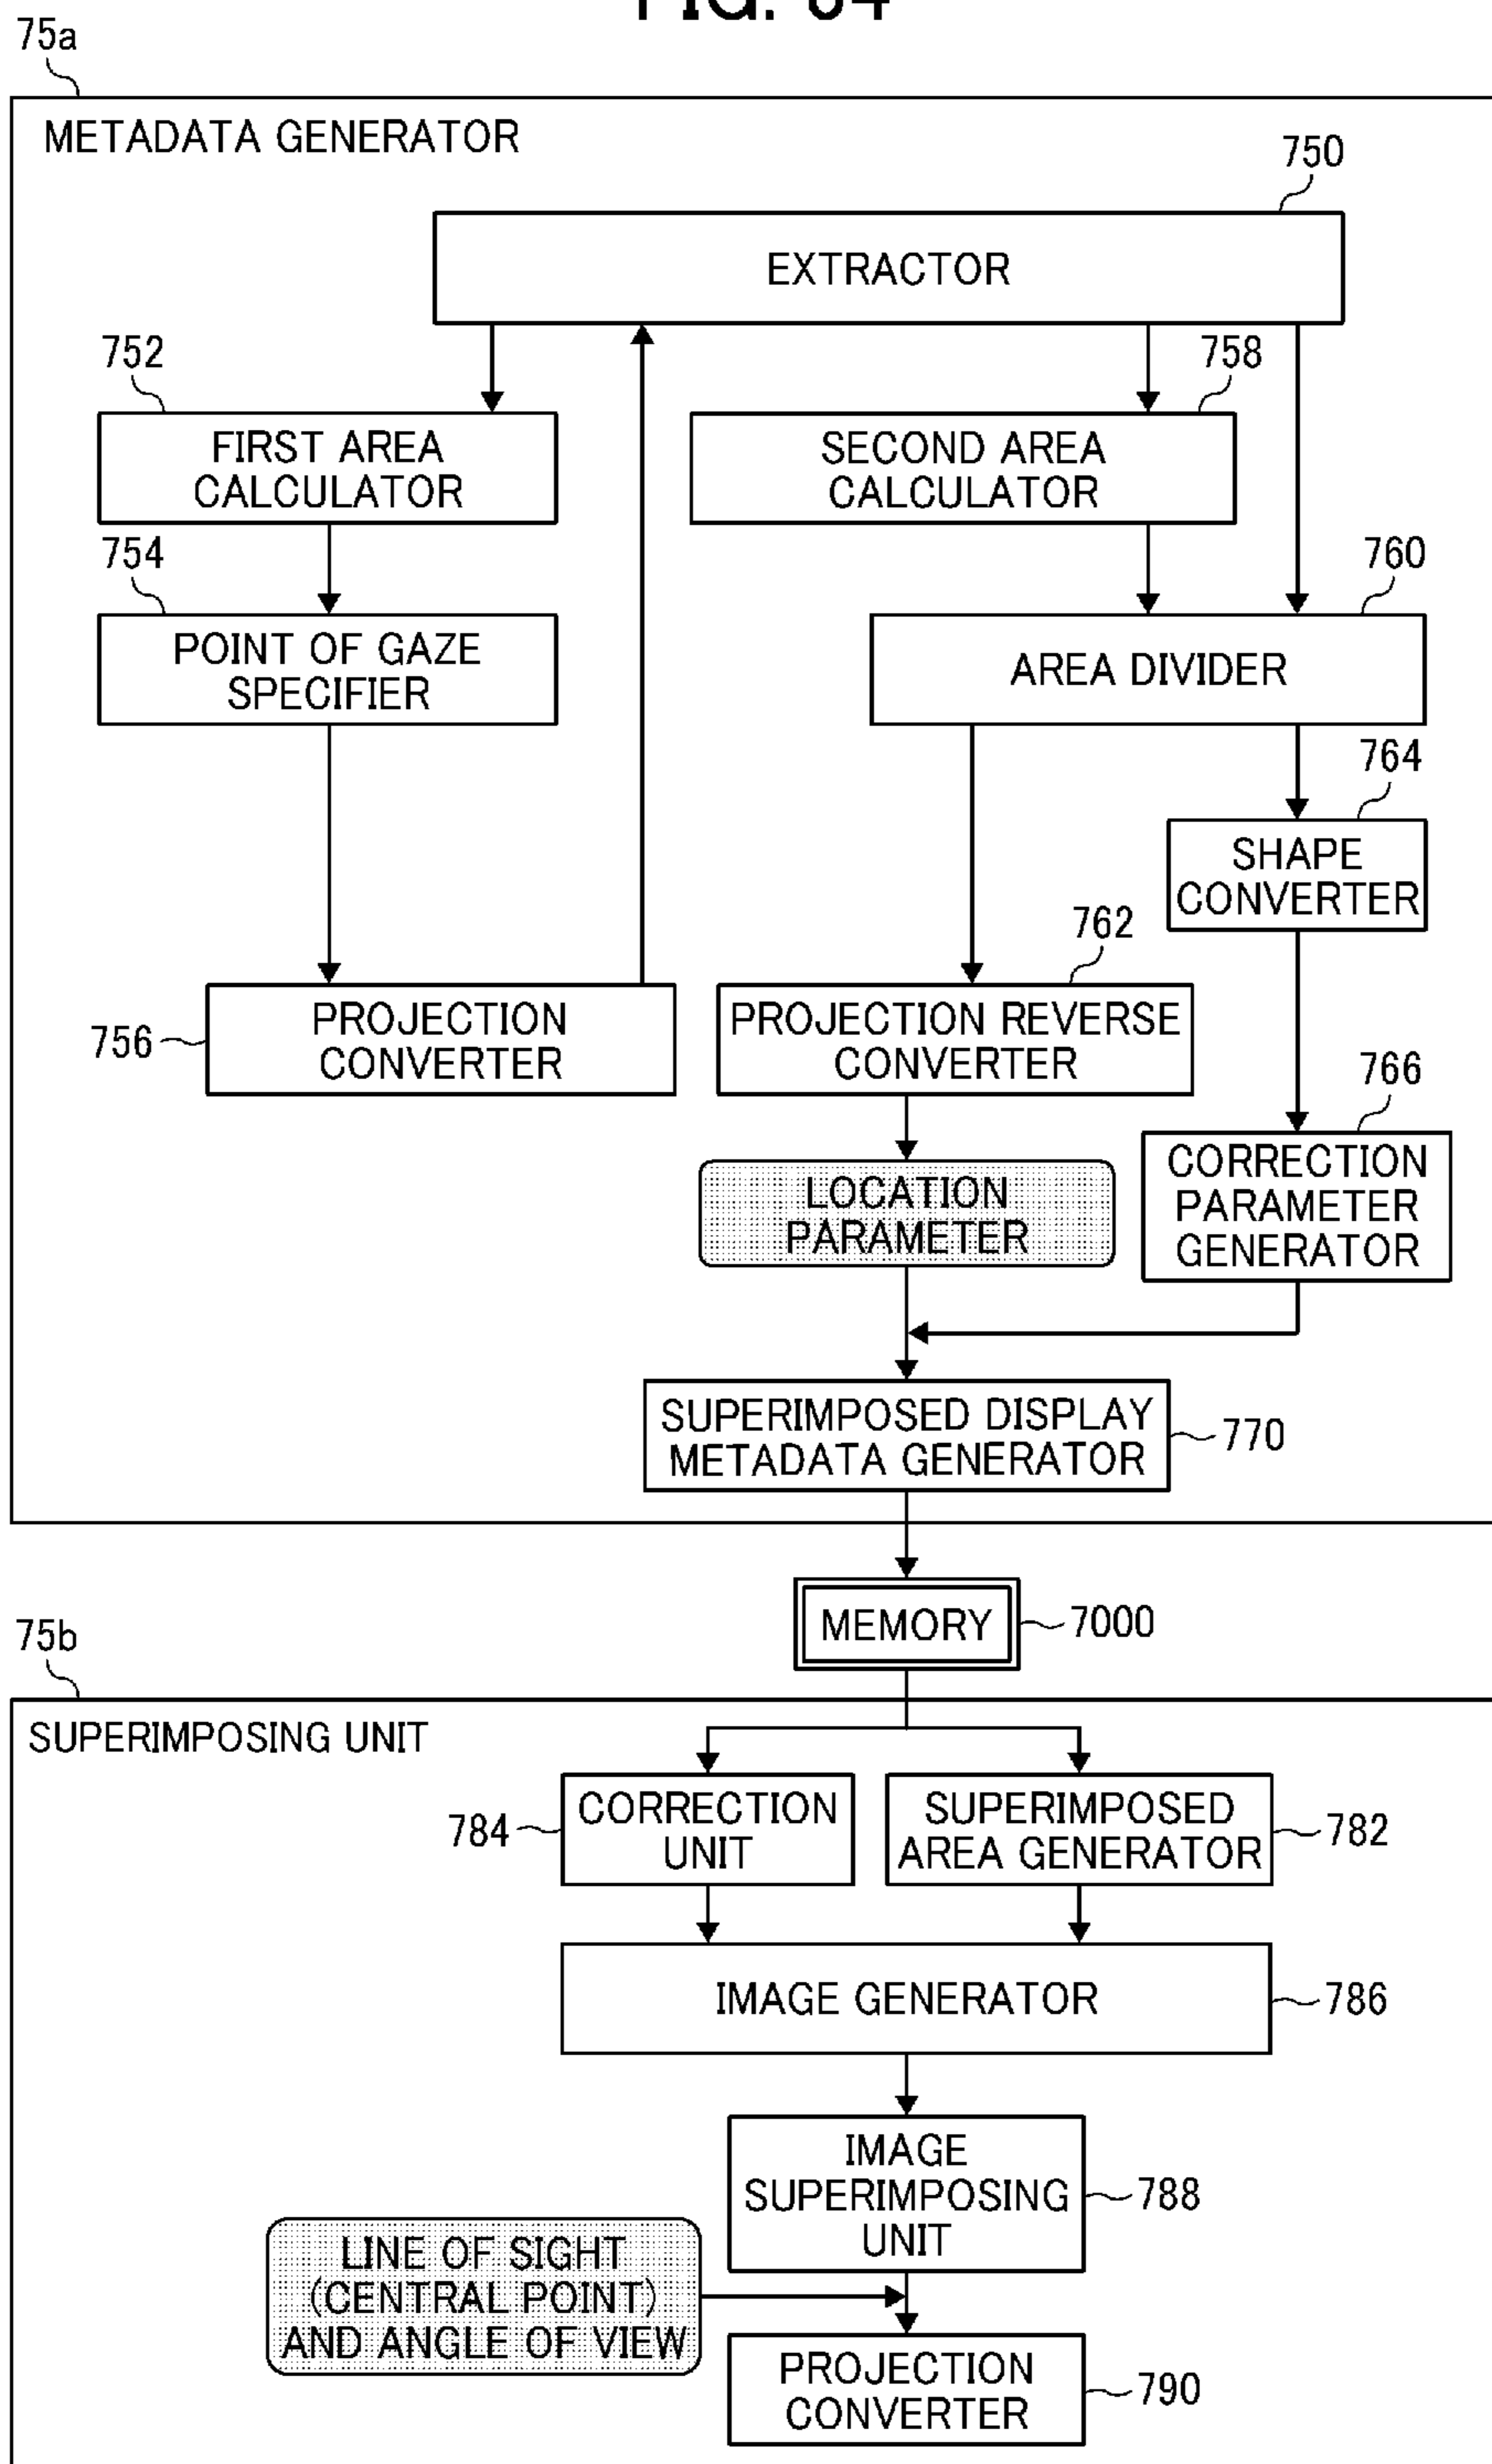 FIG. 34
75a
METADATA GENERATOR
750
EXTRACTOR
752
758
FIRST AREA
CALCULATOR
SECOND AREA
CALCULATOR
754
760
POINT OF GAZE
SPECIFIER
AREA DIVIDER
764
SHAPE
CONVERTER
762
756
PROJECTION
CONVERTER
PROJECTION REVERSE
CONVERTER
766
LOCATION
PARAMETER
CORRECTION
PARAMETER
GENERATOR
SUPERIMPOSED DISPLAY
METADATA GENERATOR
770
MEMORY
7000
75b
SUPERIMPOSING UNIT
784
CORRECTION
UNIT
SUPERIMPOSED
AREA GENERATOR
782
IMAGE GENERATOR
786
IMAGE
SUPERIMPOSING
UNIT
788
LINE OF SIGHT
(CENTRAL POINT)
AND ANGLE OF VIEW
PROJECTION
CONVERTER
790